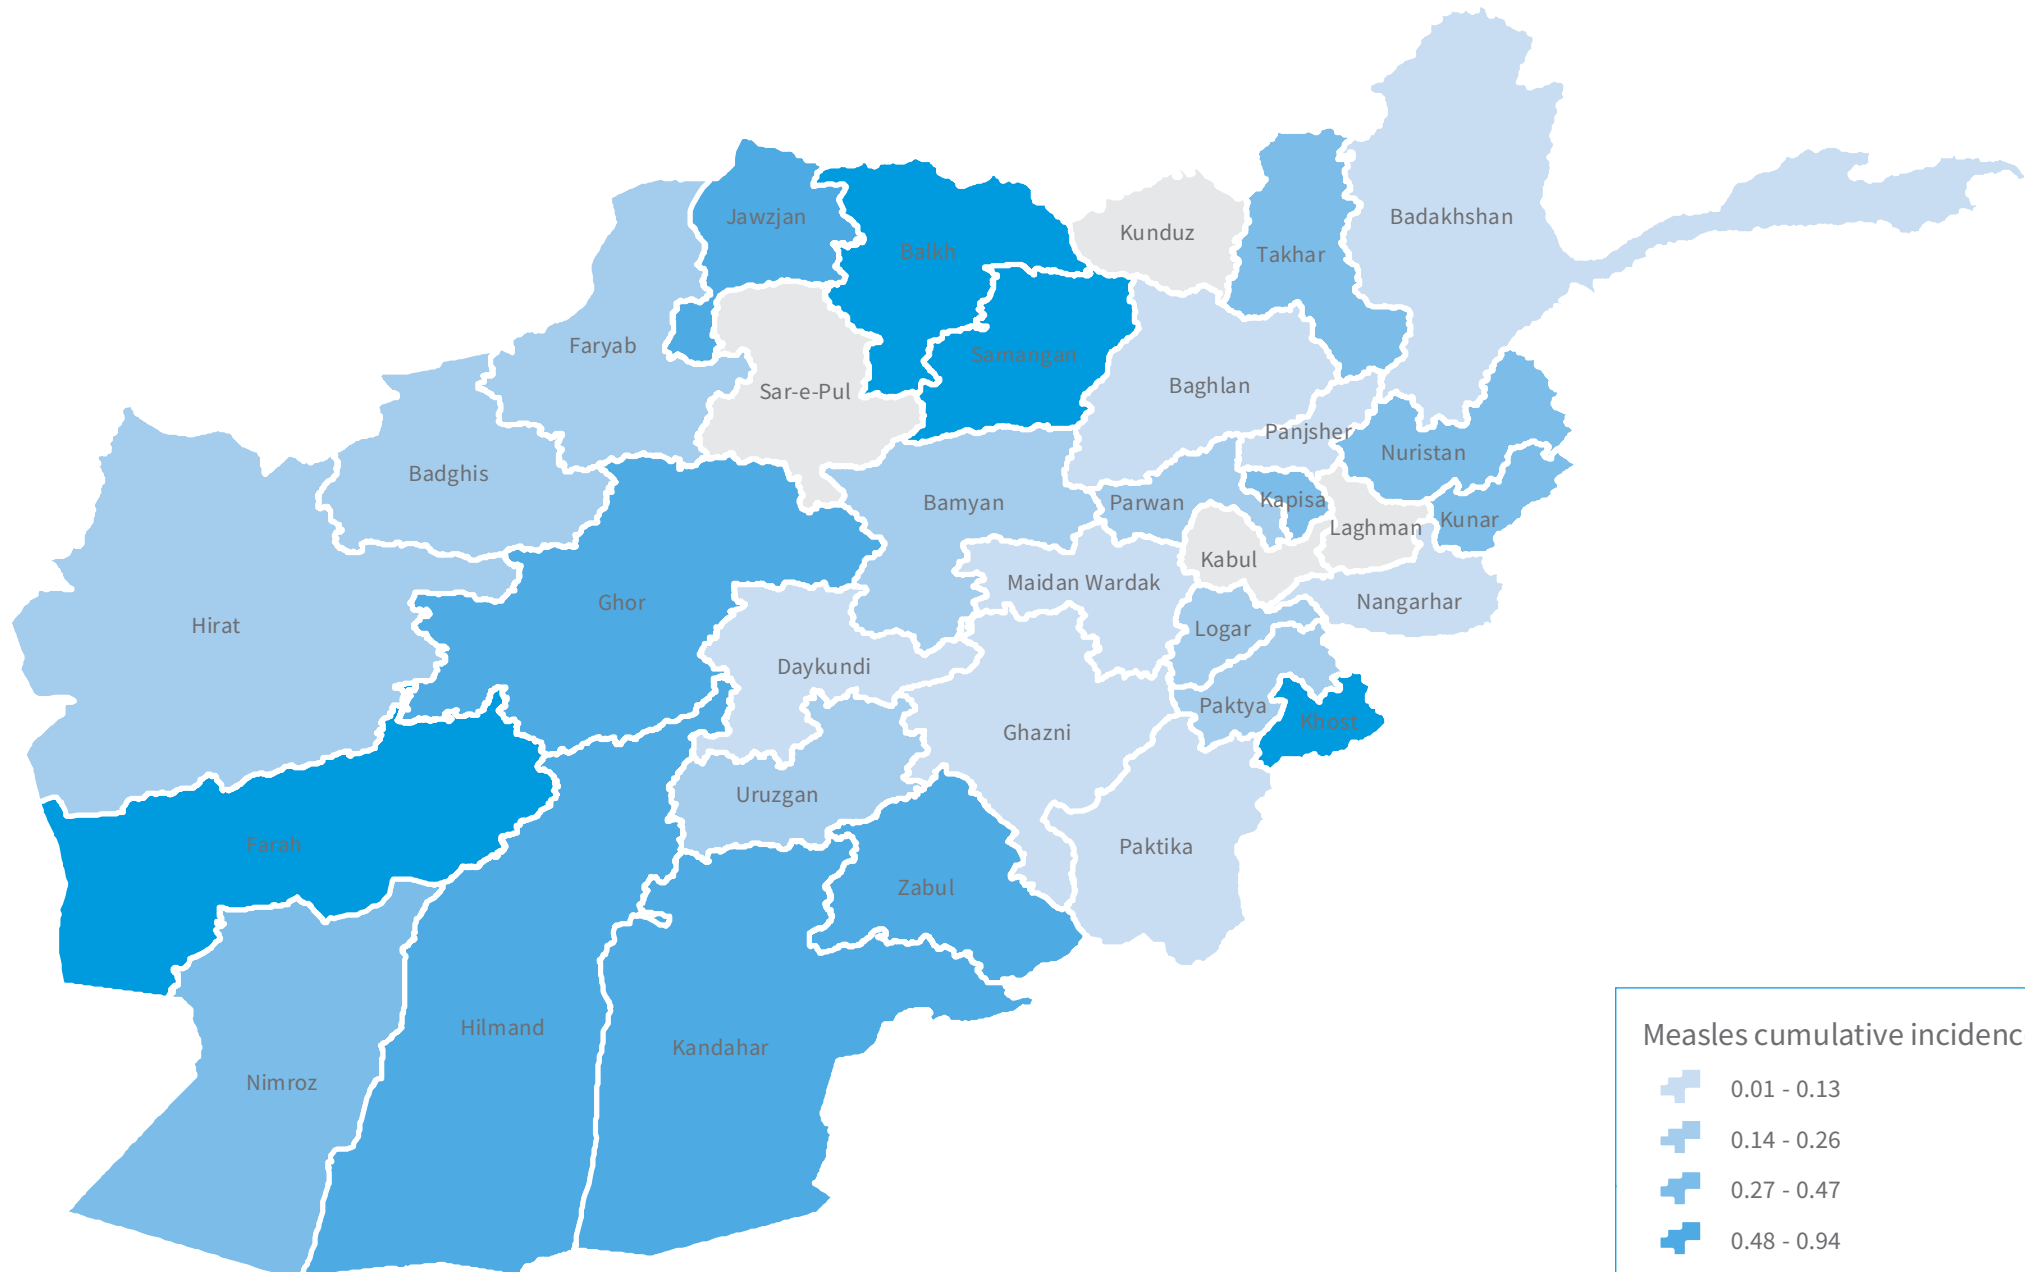 Jawzjan
Balkh
Kunduz
Takhar
Badakhshan
Faryab
Samangan
Sar-e-Pul
Baghlan
Panjsher
Nuristan
Badghis
Bamyan
Parwan
Kapisa
Laghman
Kunar
Kabul
Maidan Wardak
Nangarhar
Hirat
Ghor
Logar
Daykundi
Paktya
Khost
Ghazni
Uruzgan
Farah
Paktika
Zabul
Hilmand
Kandahar
Nimroz
Measles cumulative incidenc
0.01 - 0.13
0.14 - 0.26
0.27 - 0.47
0.48 - 0.94